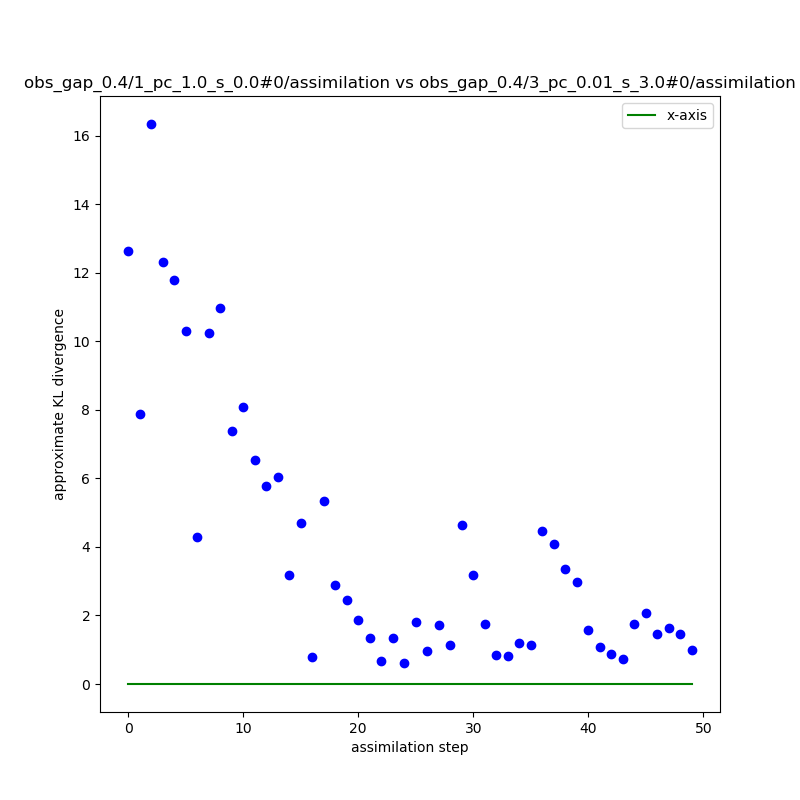 obs_gap_0.4/1_pc_1.0_s_0.0#0/assimilation vs obs_gap_0.4/3_pc_0.01_s_3.0#0/assimilation
x-axis
approximate KL divergence
16
14
12
10
8
6
4
2
0
0 10 20 30 40 50
assimilation step